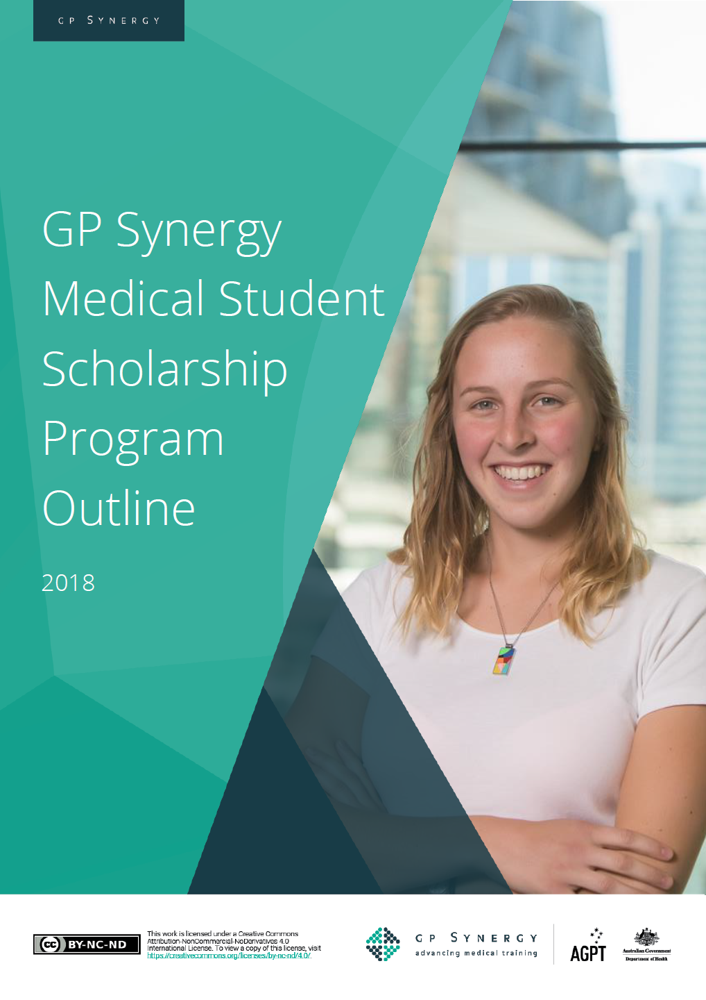 GP SYNERGY
GP Synergy
Medical Student
Scholarship
Program
Outline
2018
cc BY-NC-ND
This work is licensed under a Creative Commons
Attribution-NonCommercial-NoDerivatives 4.0
International License. To view a copy of this license, visit
https://creativecommons.org/licenses/by-nc-nd/4.0/.
GP SYNERGY
advancing medical training
AGPT
Australian Government
Department of Health